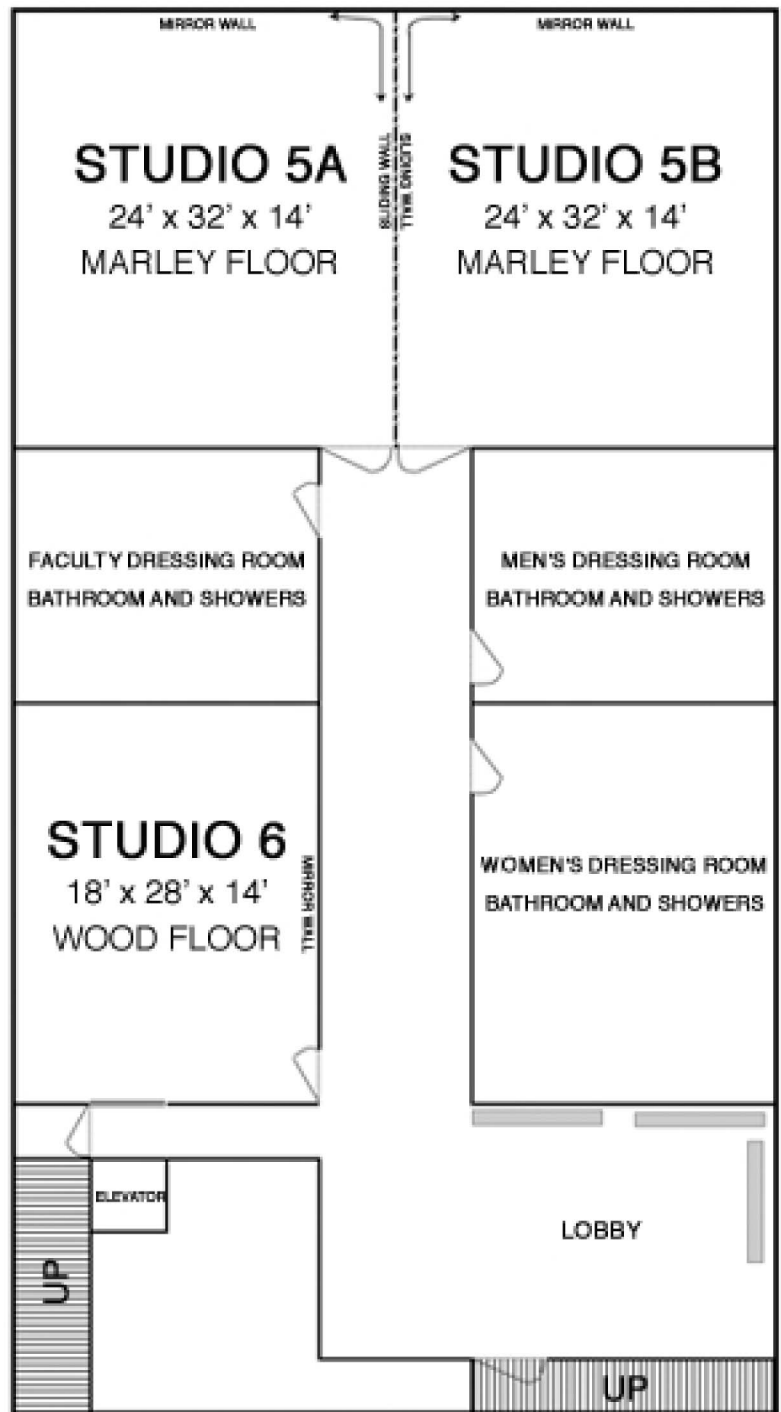 MIRROR WALL
MIRROR WALL
STUDIO 5A
24' x 32' x 14'
MARLEY FLOOR
SLIDING WALL
SLIDING WALL
STUDIO 5B
24' x 32' x 14'
MARLEY FLOOR
FACULTY DRESSING ROOM
BATHROOM AND SHOWERS
MEN'S DRESSING ROOM
BATHROOM AND SHOWERS
STUDIO 6
18' x 28' x 14'
WOOD FLOOR
MIRROR WALL
WOMEN'S DRESSING ROOM
BATHROOM AND SHOWERS
ELEVATOR
UP
LOBBY
UP